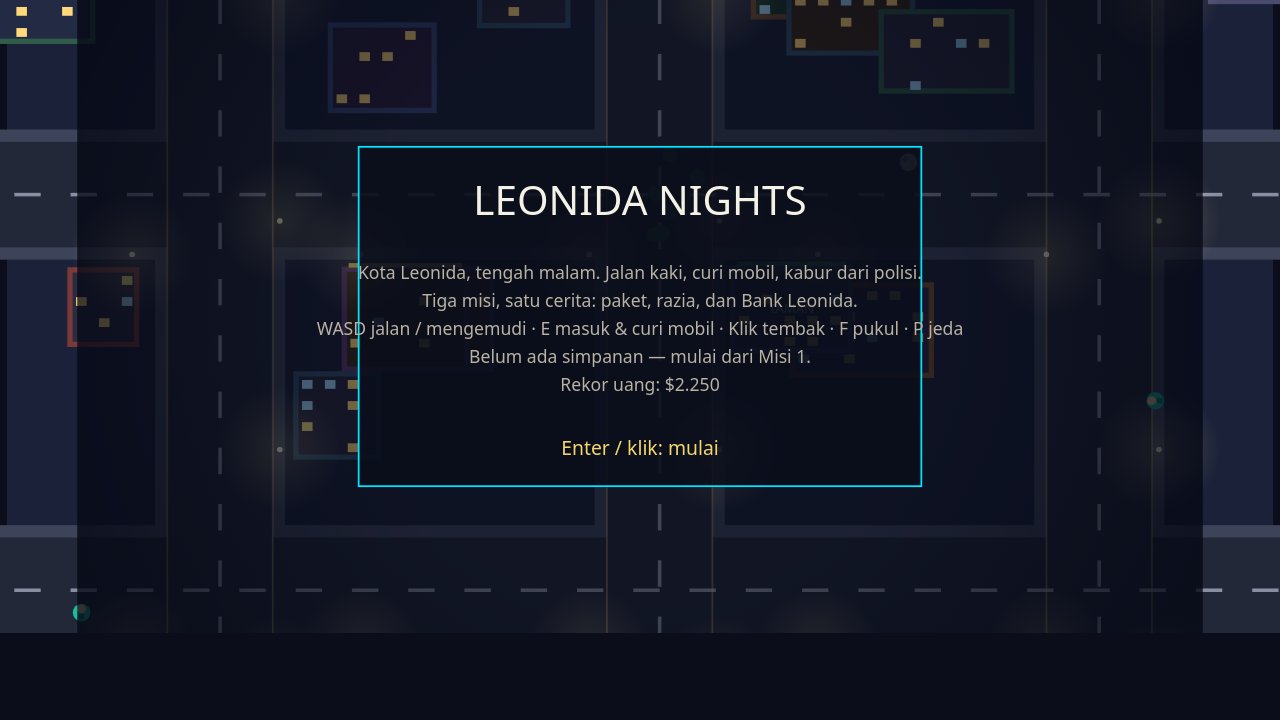 LEONIDA NIGHTS
Kota Leonida, tengah malam. Jalan kaki, curi mobil, kabur dari polisi.
Tiga misi, satu cerita: paket, razia, dan Bank Leonida.
WASD jalan / mengemudi · E masuk & curi mobil · Klik tembak · F pukul · P jeda
Belum ada simpanan — mulai dari Misi 1.
Rekor uang: $2.250
Enter / klik: mulai